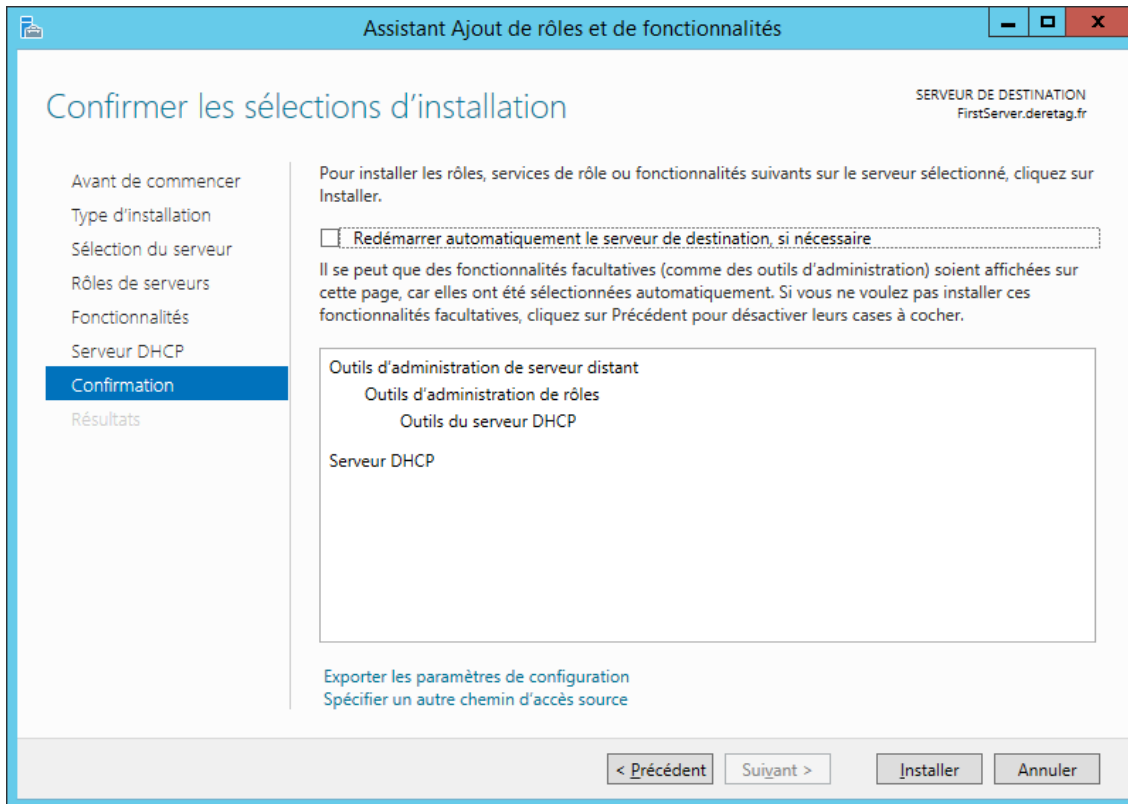 Assistant Ajout de rôles et de fonctionnalités
Confirmer les sélections d'installation
SERVEUR DE DESTINATION
FirstServer.deretag.fr
Avant de commencer
Type d'installation
Sélection du serveur
Rôles de serveurs
Fonctionnalités
Serveur DHCP
Confirmation
Résultats
Pour installer les rôles, services de rôle ou fonctionnalités suivants sur le serveur sélectionné, cliquez sur
Installer.
Redémarrer automatiquement le serveur de destination, si nécessaire
Il se peut que des fonctionnalités facultatives (comme des outils d'administration) soient affichées sur
cette page, car elles ont été sélectionnées automatiquement. Si vous ne voulez pas installer ces
fonctionnalités facultatives, cliquez sur Précédent pour désactiver leurs cases à cocher.
Outils d'administration de serveur distant
Outils d'administration de rôles
Outils du serveur DHCP
Serveur DHCP
Exporter les paramètres de configuration
Spécifier un autre chemin d'accès source
< Précédent
Suivant >
Installer
Annuler